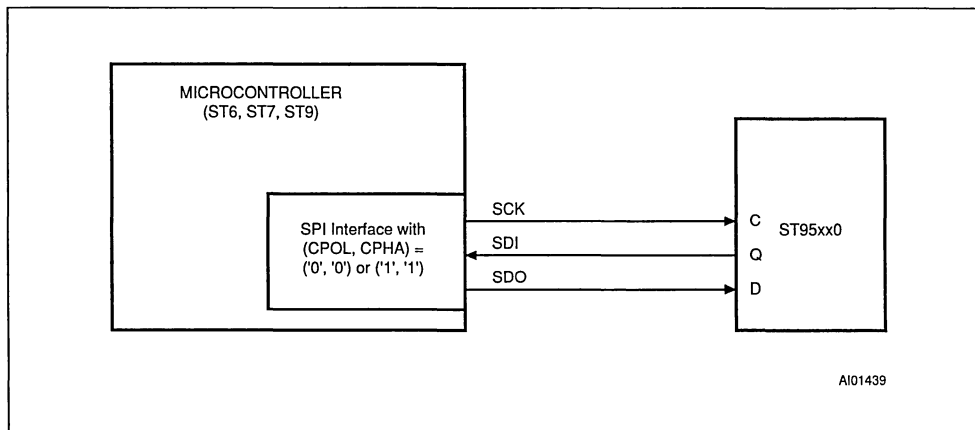 MICROCONTROLLER
(ST6, ST7, ST9)
SPI Interface with
(CPOL, CPHA) =
('0', '0') or ('1', '1')
SCK
SDI
SDO
C
Q
D
ST95xx0
AI01439